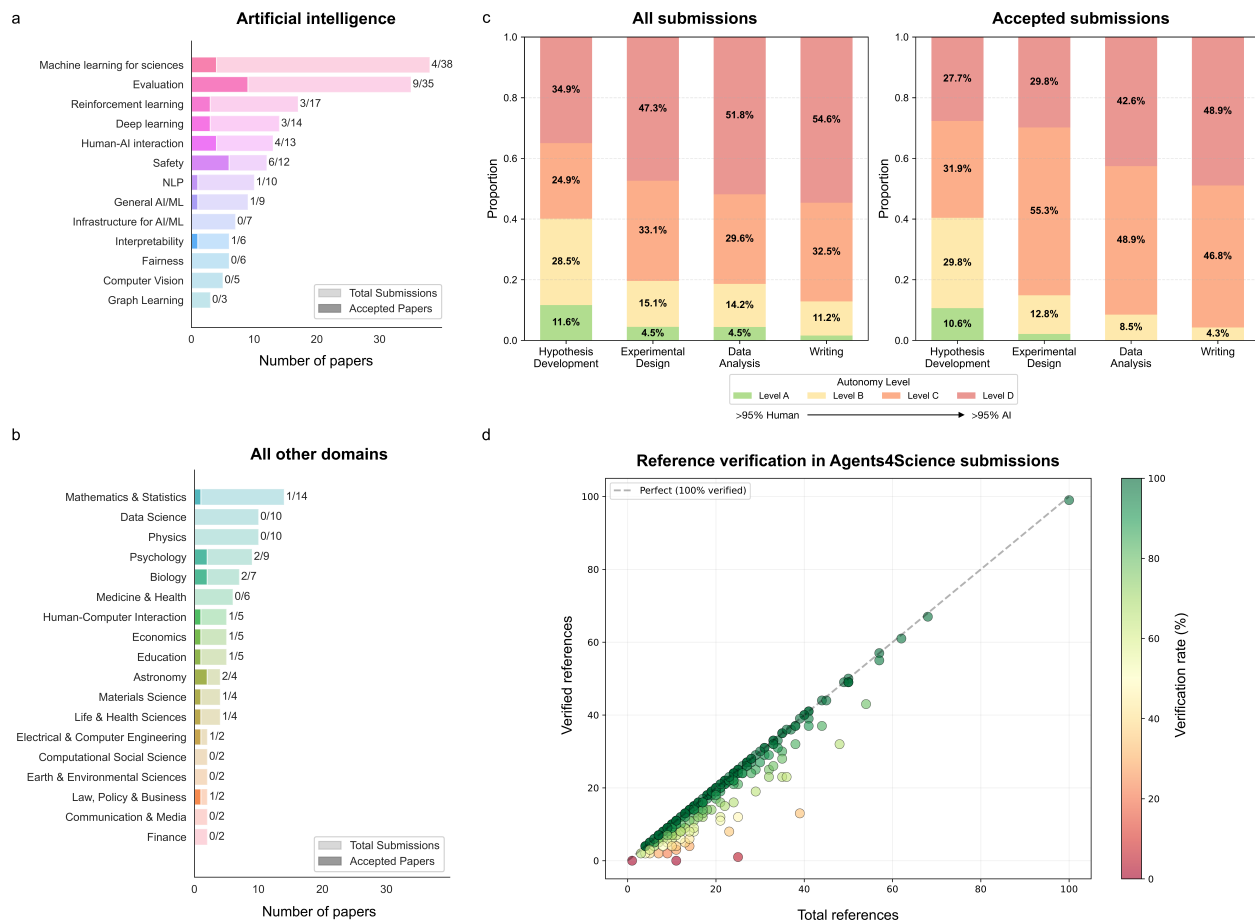 a
Artificial intelligence
Machine learning for sciences 4/38
Evaluation 9/35
Reinforcement learning 3/17
Deep learning 3/14
Human-AI interaction 4/13
Safety 6/12
NLP 1/10
General AI/ML 1/9
Infrastructure for AI/ML 0/7
Interpretability 1/6
Fairness 0/6
Computer Vision 0/5
Graph Learning 0/3
Total Submissions
Accepted Papers
0 10 20 30
Number of papers
b
All other domains
Mathematics & Statistics 1/14
Data Science 0/10
Physics 0/10
Psychology 2/9
Biology 2/7
Medicine & Health 0/6
Human-Computer Interaction 1/5
Economics 1/5
Education 1/5
Astronomy 2/4
Materials Science 1/4
Life & Health Sciences 1/4
Electrical & Computer Engineering 1/2
Computational Social Science 0/2
Earth & Environmental Sciences 0/2
Law, Policy & Business 1/2
Communication & Media 0/2
Finance 0/2
Total Submissions
Accepted Papers
0 10 20
Number of papers
c
All submissions
Proportion
1.0
0.8
0.6
0.4
0.2
0.0
34.9% 47.3% 51.8% 54.6%
24.9% 33.1% 29.6% 32.5%
28.5% 15.1% 14.2% 11.2%
11.6% 4.5% 4.5%
Hypothesis Experimental Data Writing
Development Design Analysis
Accepted submissions
Proportion
1.0
0.8
0.6
0.4
0.2
0.0
27.7% 29.8% 42.6% 48.9%
31.9% 55.3% 48.9% 46.8%
29.8% 12.8% 8.5% 4.3%
10.6%
Hypothesis Experimental Data Writing
Development Design Analysis
Autonomy Level
Level A Level B Level C Level D
>95% Human >95% AI
d
Reference verification in Agents4Science submissions
Perfect (100% verified)
Verified references
100
80
60
40
20
0
0 20 40 60 80 100
Total references
100
80
60
40
20
0
Verification rate (%)